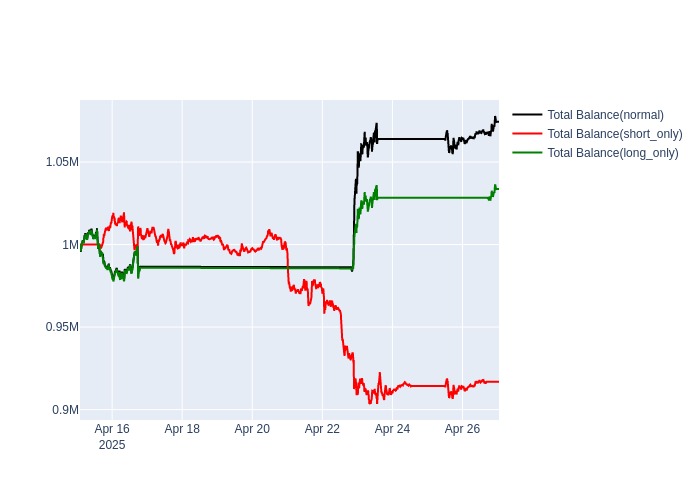 Total Balance(normal)
Total Balance(short_only)
Total Balance(long_only)
1.05M
1M
0.95M
0.9M
Apr 16
2025
Apr 18
Apr 20
Apr 22
Apr 24
Apr 26